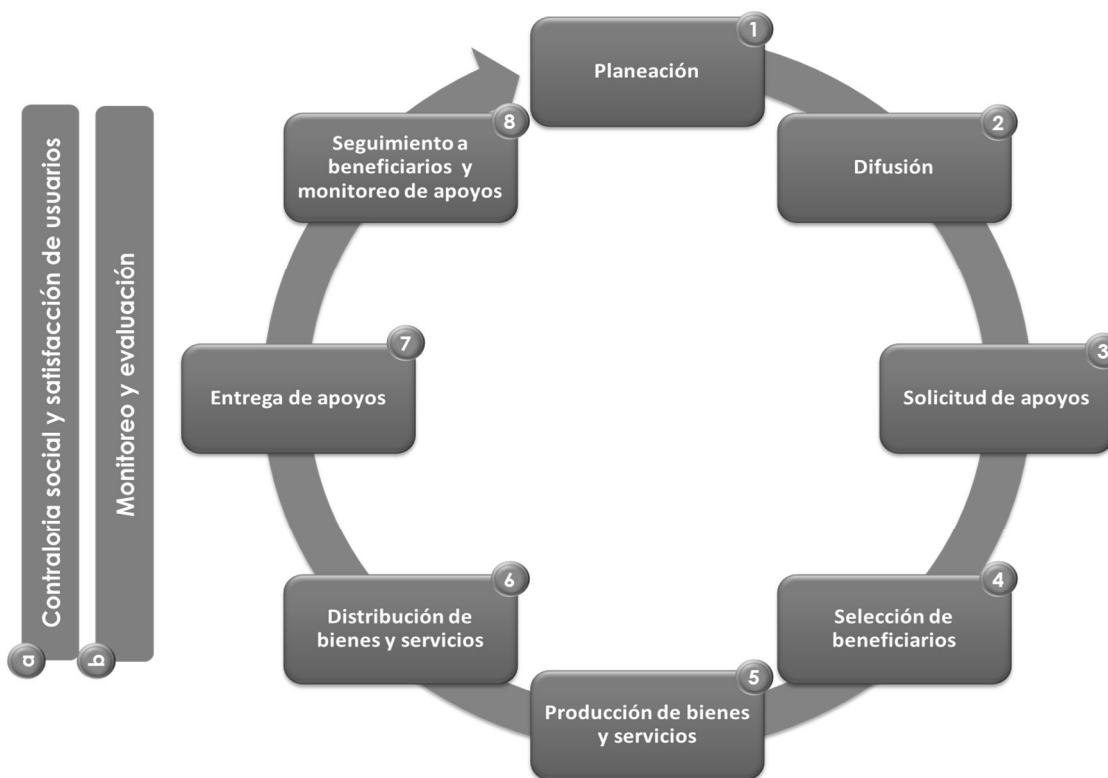 1
Planeación
2
Difusión
3
Solicitud de apoyos
4
Selección de
beneficiarios
5
Producción de bienes
y servicios
6
Distribución de
bienes y servicios
7
Entrega de apoyos
8
Seguimiento a
beneficiarios y
monitoreo de apoyos
a
Contraloria social y satisfacción de usuarios
b
Monitoreo y evaluación